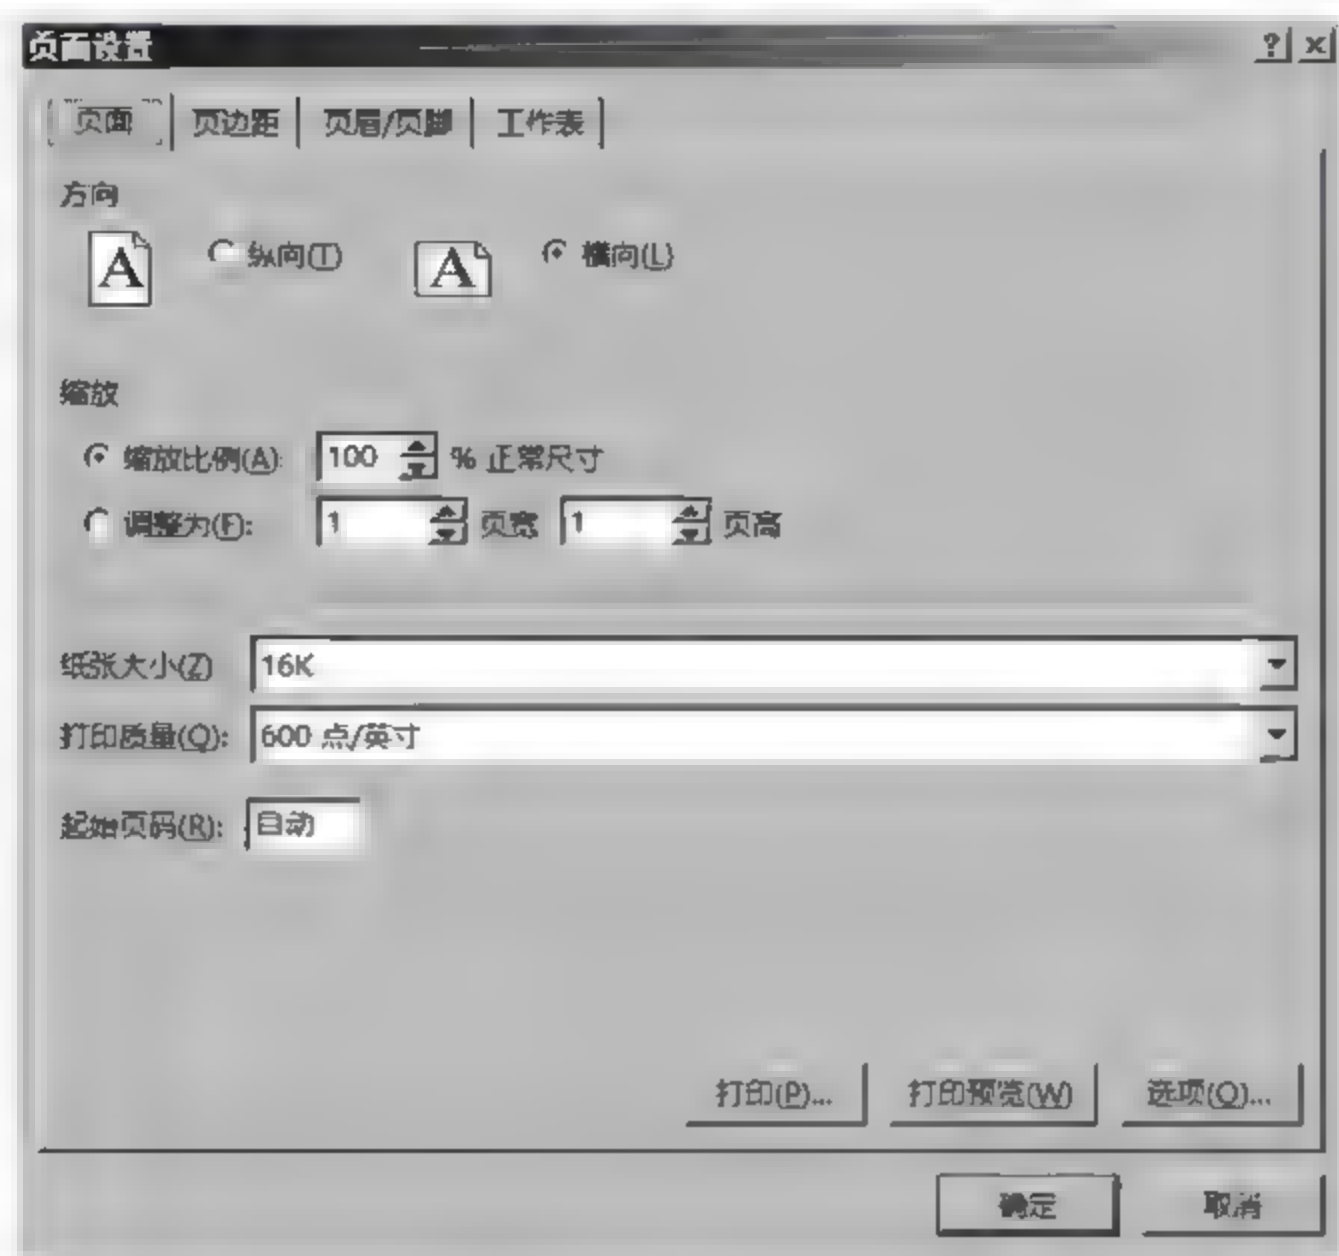 页面设置 ? ×
页面 页边距 页眉/页脚 工作表
方向
A 纵向(T) A 横向(L)
缩放
缩放比例(A): 100 % 正常尺寸
调整为(F): 1 页宽 1 页高
纸张大小(Z) 16K
打印质量(Q): 600 点/英寸
起始页码(R): 自动
打印(P)... 打印预览(W) 选项(O)...
确定 取消